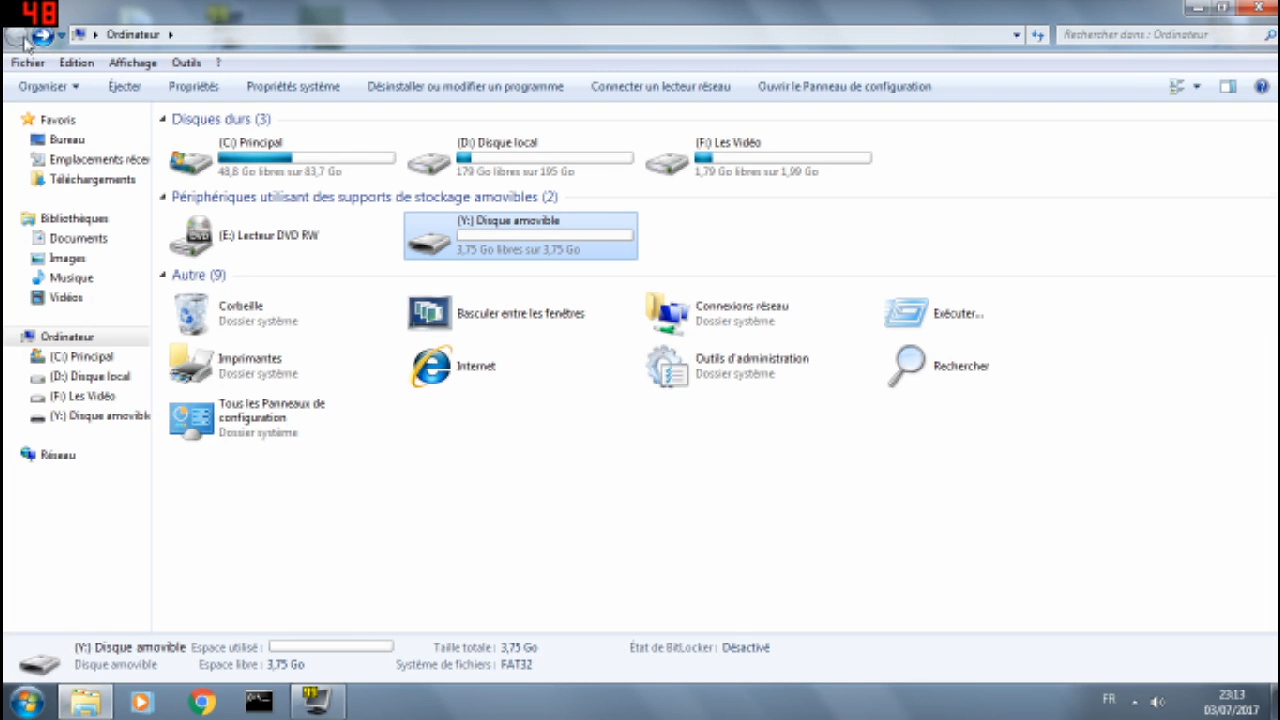 48
Ordinateur
Rechercher dans : Ordinateur
Fichier Edition Affichage Outils ?
Organiser Éjecter Propriétés Propriétés système Désinstaller ou modifier un programme Connecter un lecteur réseau Ouvrir le Panneau de configuration
Favoris
Bureau
Emplacements réce
Téléchargements
Bibliothèques
Documents
Images
Musique
Vidéos
Ordinateur
(C:) Principal
(D:) Disque local
(F:) Les Vidéo
(Y:) Disque amovible
Réseau
Disques durs (3)
(C:) Principal
48,8 Go libres sur 83,7 Go
(D:) Disque local
179 Go libres sur 195 Go
(F:) Les Vidéo
1,79 Go libres sur 1,99 Go
Périphériques utilisant des supports de stockage amovibles (2)
(E:) Lecteur DVD RW
(Y:) Disque amovible
3,75 Go libres sur 3,75 Go
Autre (9)
Corbeille
Dossier système
Basculer entre les fenêtres
Connexions réseau
Dossier système
Exécuter...
Imprimantes
Dossier système
Internet
Outils d'administration
Dossier système
Rechercher
Tous les Panneaux de
configuration
Dossier système
(Y:) Disque amovible Espace utilisé : Taille totale : 3,75 Go État de BitLocker : Désactivé
Disque amovible Espace libre : 3,75 Go Système de fichiers : FAT32
FR
23:13
03/07/2017